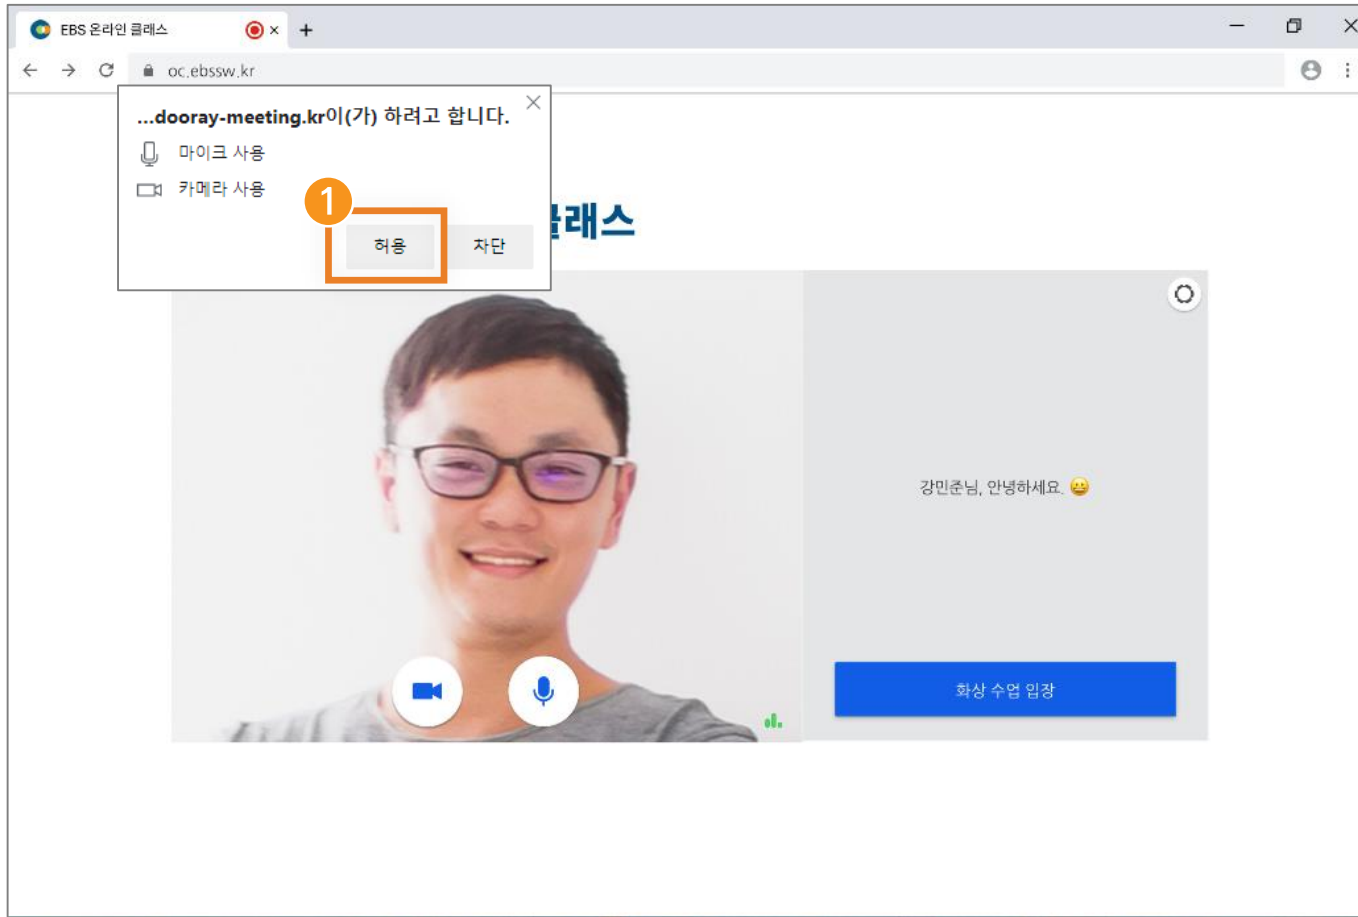 EBS 온라인 클래스
oc.ebssw.kr
...dooray-meeting.kr이(가) 하려고 합니다.
마이크 사용
카메라 사용
1
허용 차단
래스
강민준님, 안녕하세요. 😀
화상 수업 입장